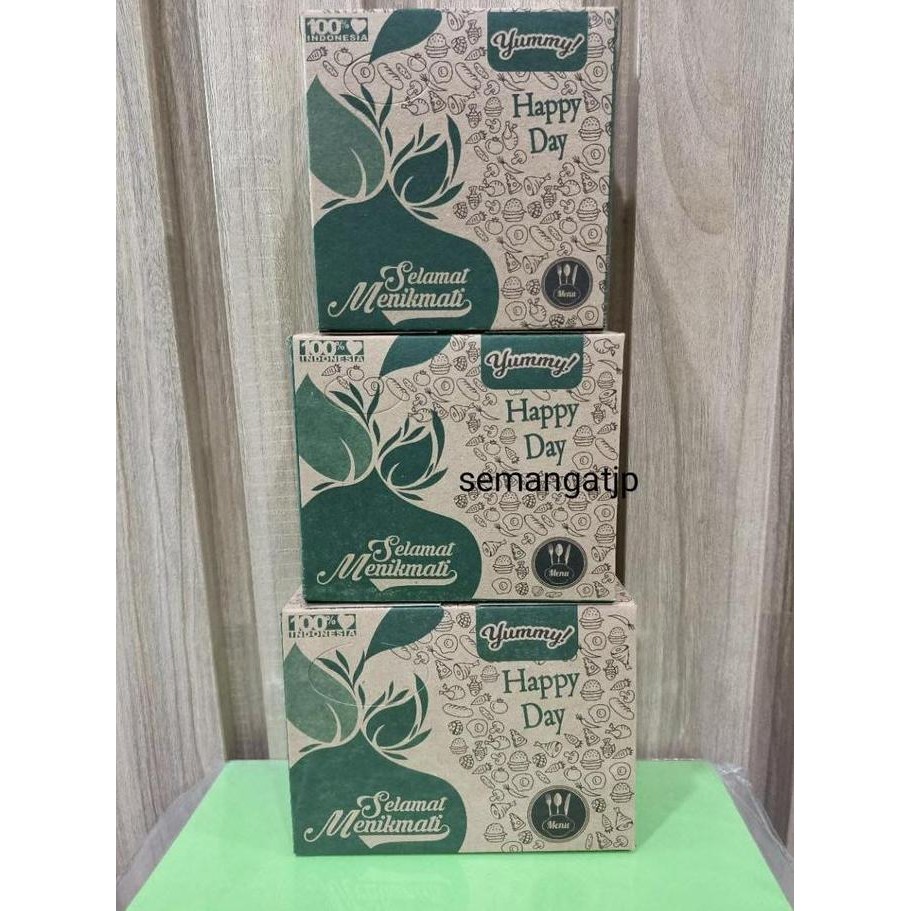 100%
INDONESIA
Yummy!
Happy
Day
Selamat
Menikmati
Menu
100%
INDONESIA
Yummy!
Happy
Day
semangatjp
Selamat
Menikmati
Menu
100%
INDONESIA
Yummy!
Happy
Day
Selamat
Menikmati
Menu